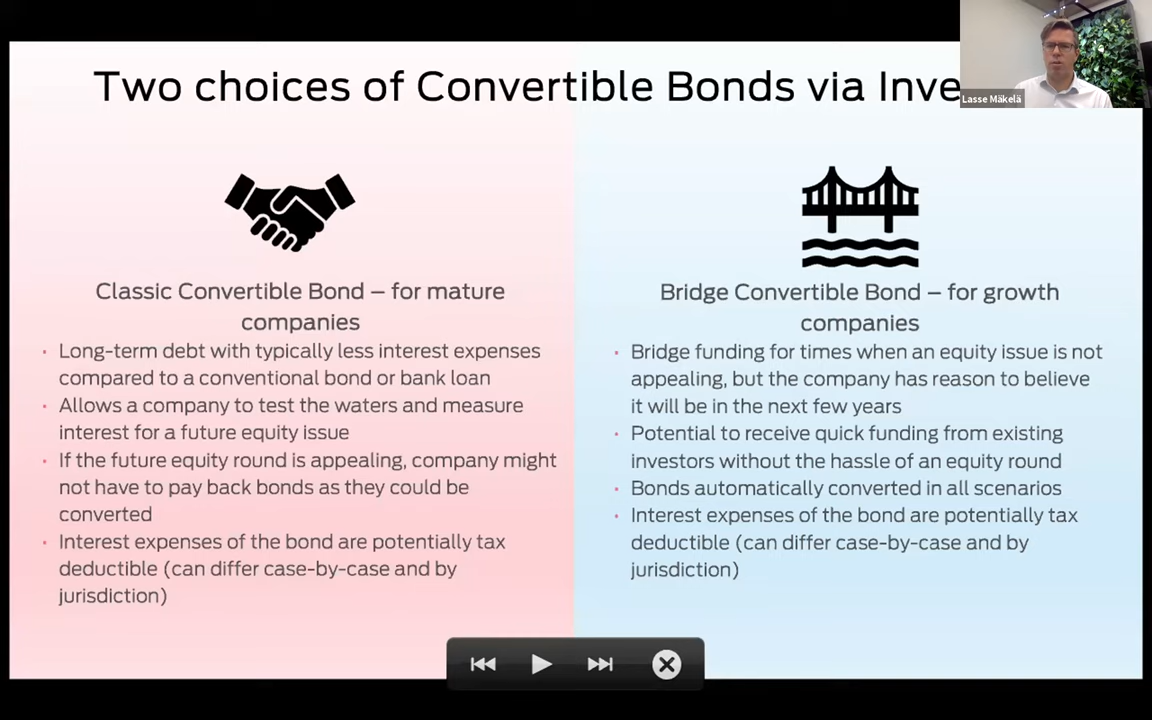 Two choices of Convertible Bonds via Inve
Lasse Mäkelä
Classic Convertible Bond – for mature
companies
· Long-term debt with typically less interest expenses
compared to a conventional bond or bank loan
· Allows a company to test the waters and measure
interest for a future equity issue
· If the future equity round is appealing, company might
not have to pay back bonds as they could be
converted
· Interest expenses of the bond are potentially tax
deductible (can differ case-by-case and by
jurisdiction)
Bridge Convertible Bond – for growth
companies
· Bridge funding for times when an equity issue is not
appealing, but the company has reason to believe
it will be in the next few years
· Potential to receive quick funding from existing
investors without the hassle of an equity round
· Bonds automatically converted in all scenarios
· Interest expenses of the bond are potentially tax
deductible (can differ case-by-case and by
jurisdiction)